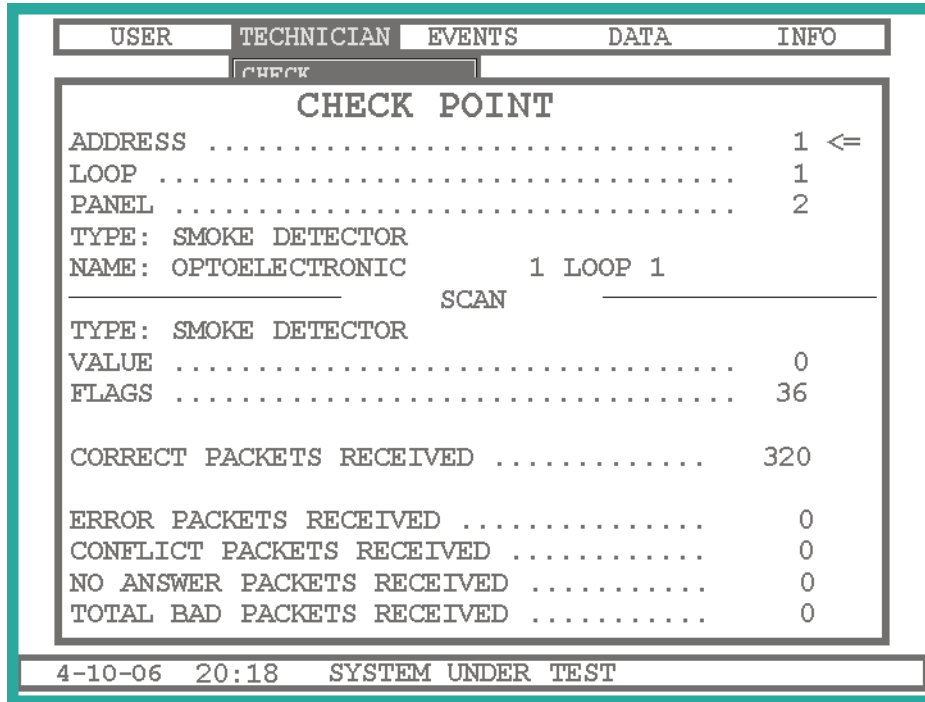 USER TECHNICIAN EVENTS DATA INFO
CHECK
CHECK POINT
ADDRESS ................................ 1 <=
LOOP ................................... 1
PANEL .................................. 2
TYPE: SMOKE DETECTOR
NAME: OPTOELECTRONIC 1 LOOP 1
SCAN
TYPE: SMOKE DETECTOR
VALUE .................................. 0
FLAGS .................................. 36
CORRECT PACKETS RECEIVED ............. 320
ERROR PACKETS RECEIVED ............... 0
CONFLICT PACKETS RECEIVED ............ 0
NO ANSWER PACKETS RECEIVED ........... 0
TOTAL BAD PACKETS RECEIVED ........... 0
4-10-06 20:18 SYSTEM UNDER TEST